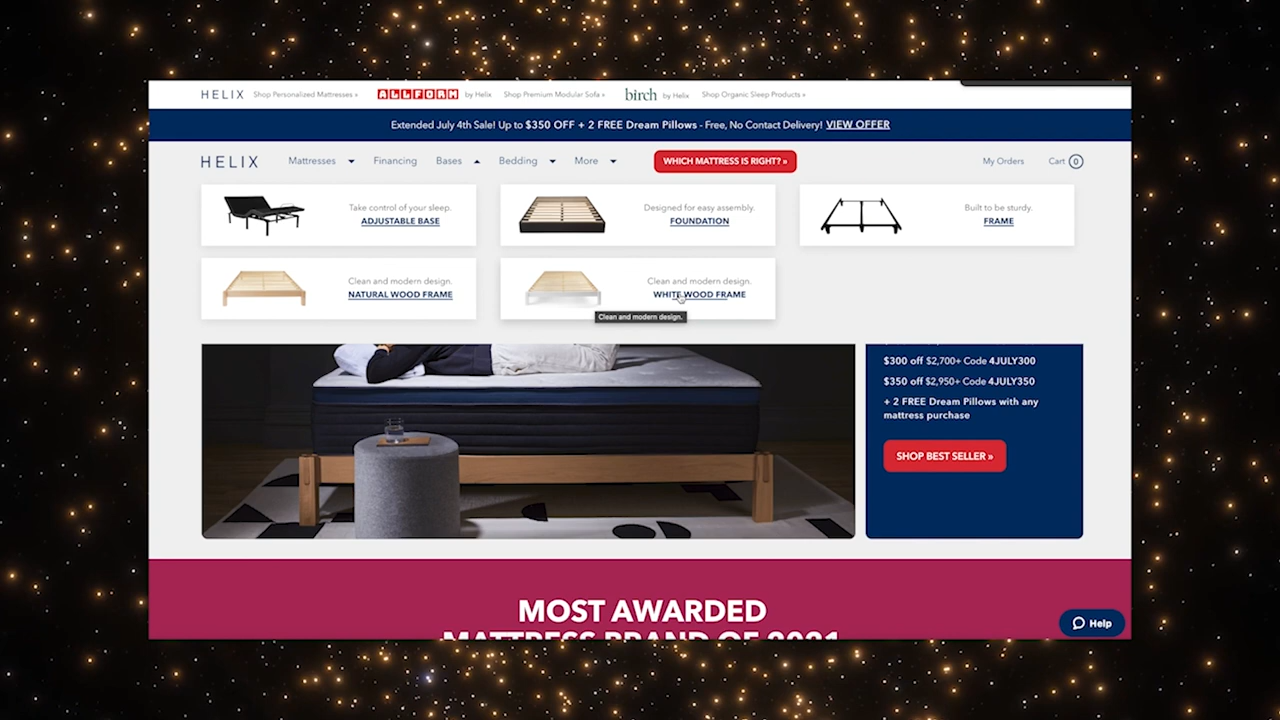 HELIX Shop Personalized Mattresses » ALLFORM by Helix Shop Premium Modular Sofa » birch by Helix Shop Organic Sleep Products »
Extended July 4th Sale! Up to $350 OFF + 2 FREE Dream Pillows - Free, No Contact Delivery! VIEW OFFER
HELIX Mattresses Financing Bases Bedding More WHICH MATTRESS IS RIGHT? » My Orders Cart 0
Take control of your sleep.
ADJUSTABLE BASE
Designed for easy assembly.
FOUNDATION
Built to be sturdy.
FRAME
Clean and modern design.
NATURAL WOOD FRAME
Clean and modern design.
WHITE WOOD FRAME
Clean and modern design.
$300 off $2,700+ Code 4JULY300
$350 off $2,950+ Code 4JULY350
+ 2 FREE Dream Pillows with any
mattress purchase
SHOP BEST SELLER »
MOST AWARDED
MATTRESS BRAND OF 2021
Help